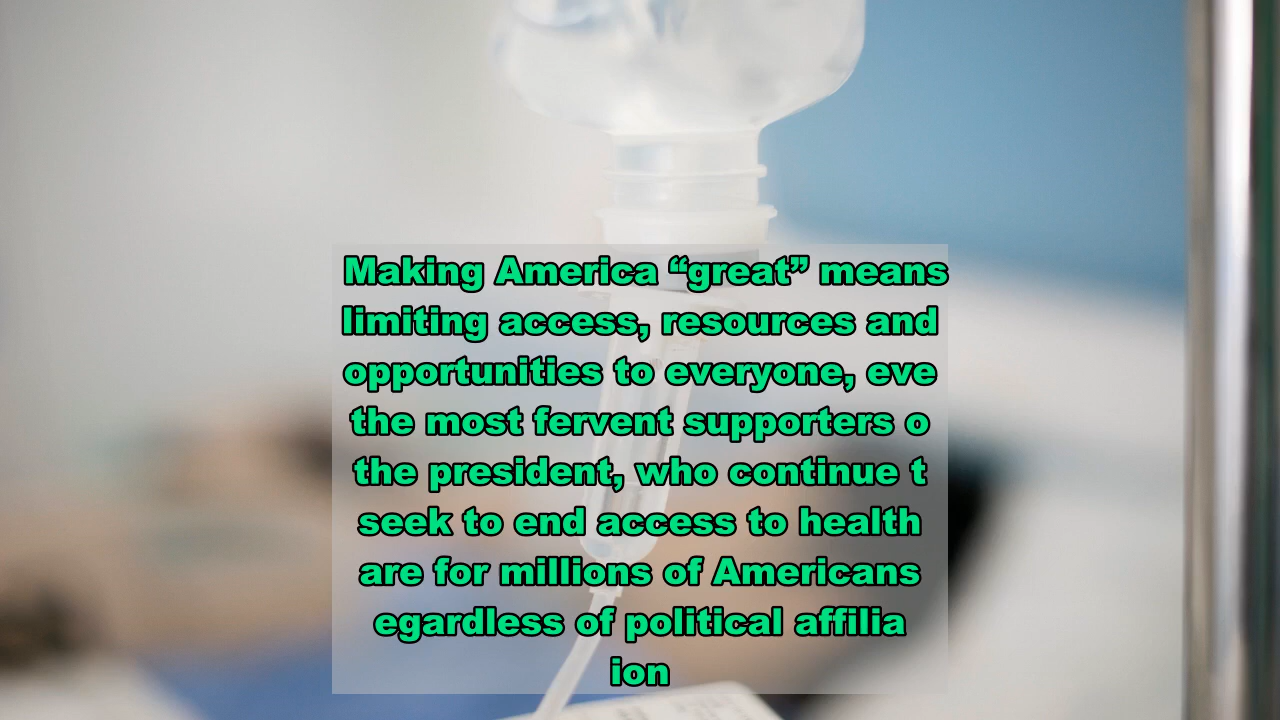 Making America “great” means
limiting access, resources and
opportunities to everyone, eve
the most fervent supporters o
the president, who continue t
seek to end access to health
are for millions of Americans
egardless of political affilia
ion